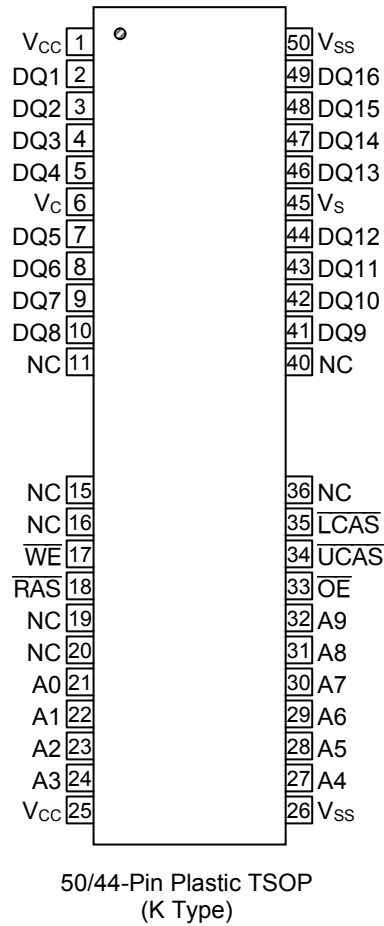 VCC 1 50 VSS
DQ1 2 49 DQ16
DQ2 3 48 DQ15
DQ3 4 47 DQ14
DQ4 5 46 DQ13
VC 6 45 VS
DQ5 7 44 DQ12
DQ6 8 43 DQ11
DQ7 9 42 DQ10
DQ8 10 41 DQ9
NC 11 40 NC
NC 15 36 NC
NC 16 35 LCAS
WE 17 34 UCAS
RAS 18 33 OE
NC 19 32 A9
NC 20 31 A8
A0 21 30 A7
A1 22 29 A6
A2 23 28 A5
A3 24 27 A4
VCC 25 26 VSS
50/44-Pin Plastic TSOP
(K Type)